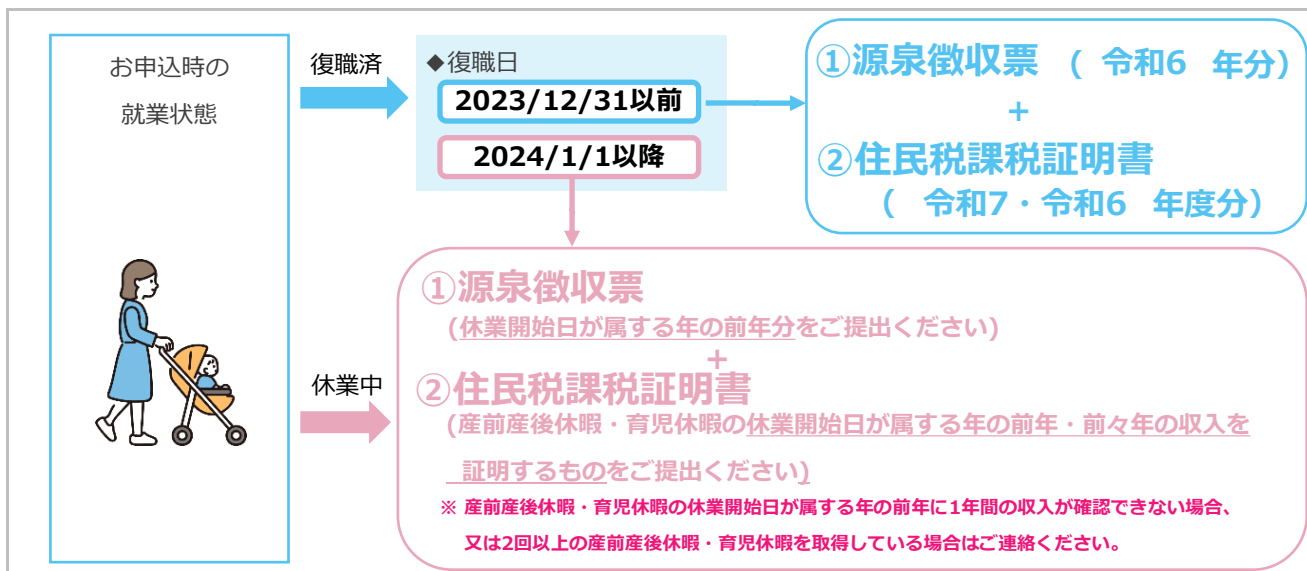 お申込時の
就業状態
復職済
◆復職日
2023/12/31以前
2024/1/1以降
①源泉徴収票 ( 令和6 年分)
+
②住民税課税証明書
( 令和7・令和6 年度分)
休業中
①源泉徴収票
(休業開始日が属する年の前年分をご提出ください)
+
②住民税課税証明書
(産前産後休暇・育児休暇の休業開始日が属する年の前年・前々年の収入を
証明するものをご提出ください)
※ 産前産後休暇・育児休暇の休業開始日が属する年の前年に1年間の収入が確認できない場合、
又は2回以上の産前産後休暇・育児休暇を取得している場合はご連絡ください。